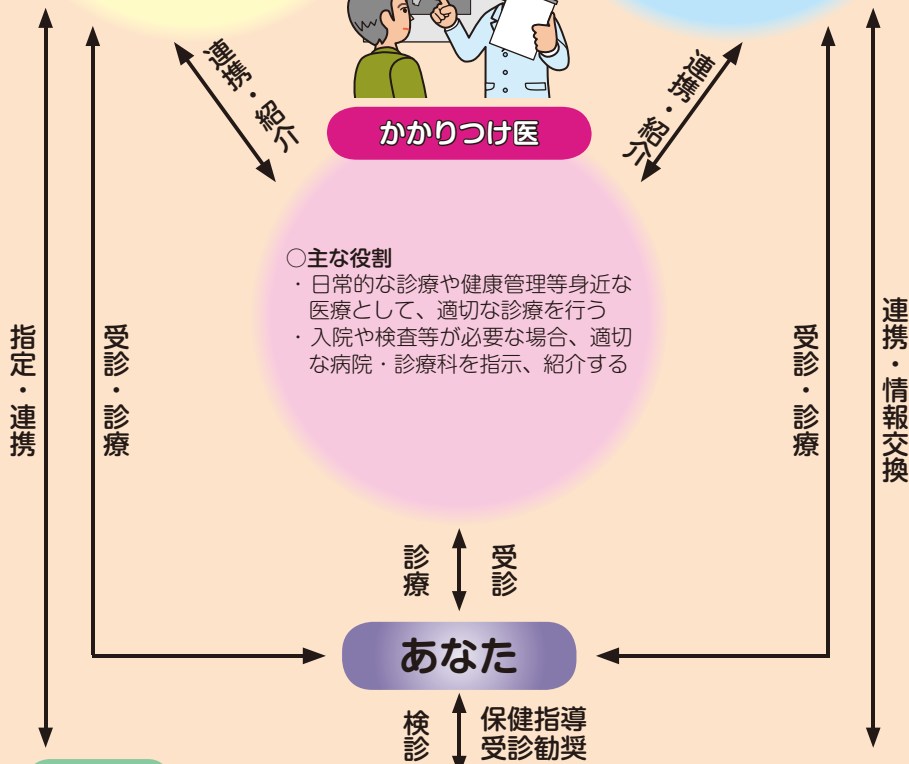 連携・紹介
連携・紹介
かかりつけ医
○主な役割
・日常的な診療や健康管理等身近な
医療として、適切な診療を行う
・入院や検査等が必要な場合、適切
な病院・診療科を指示、紹介する
指定・連携
受診・診療
受診・診療
連携・情報交換
診療
受診
あなた
検診
保健指導
受診勧奨